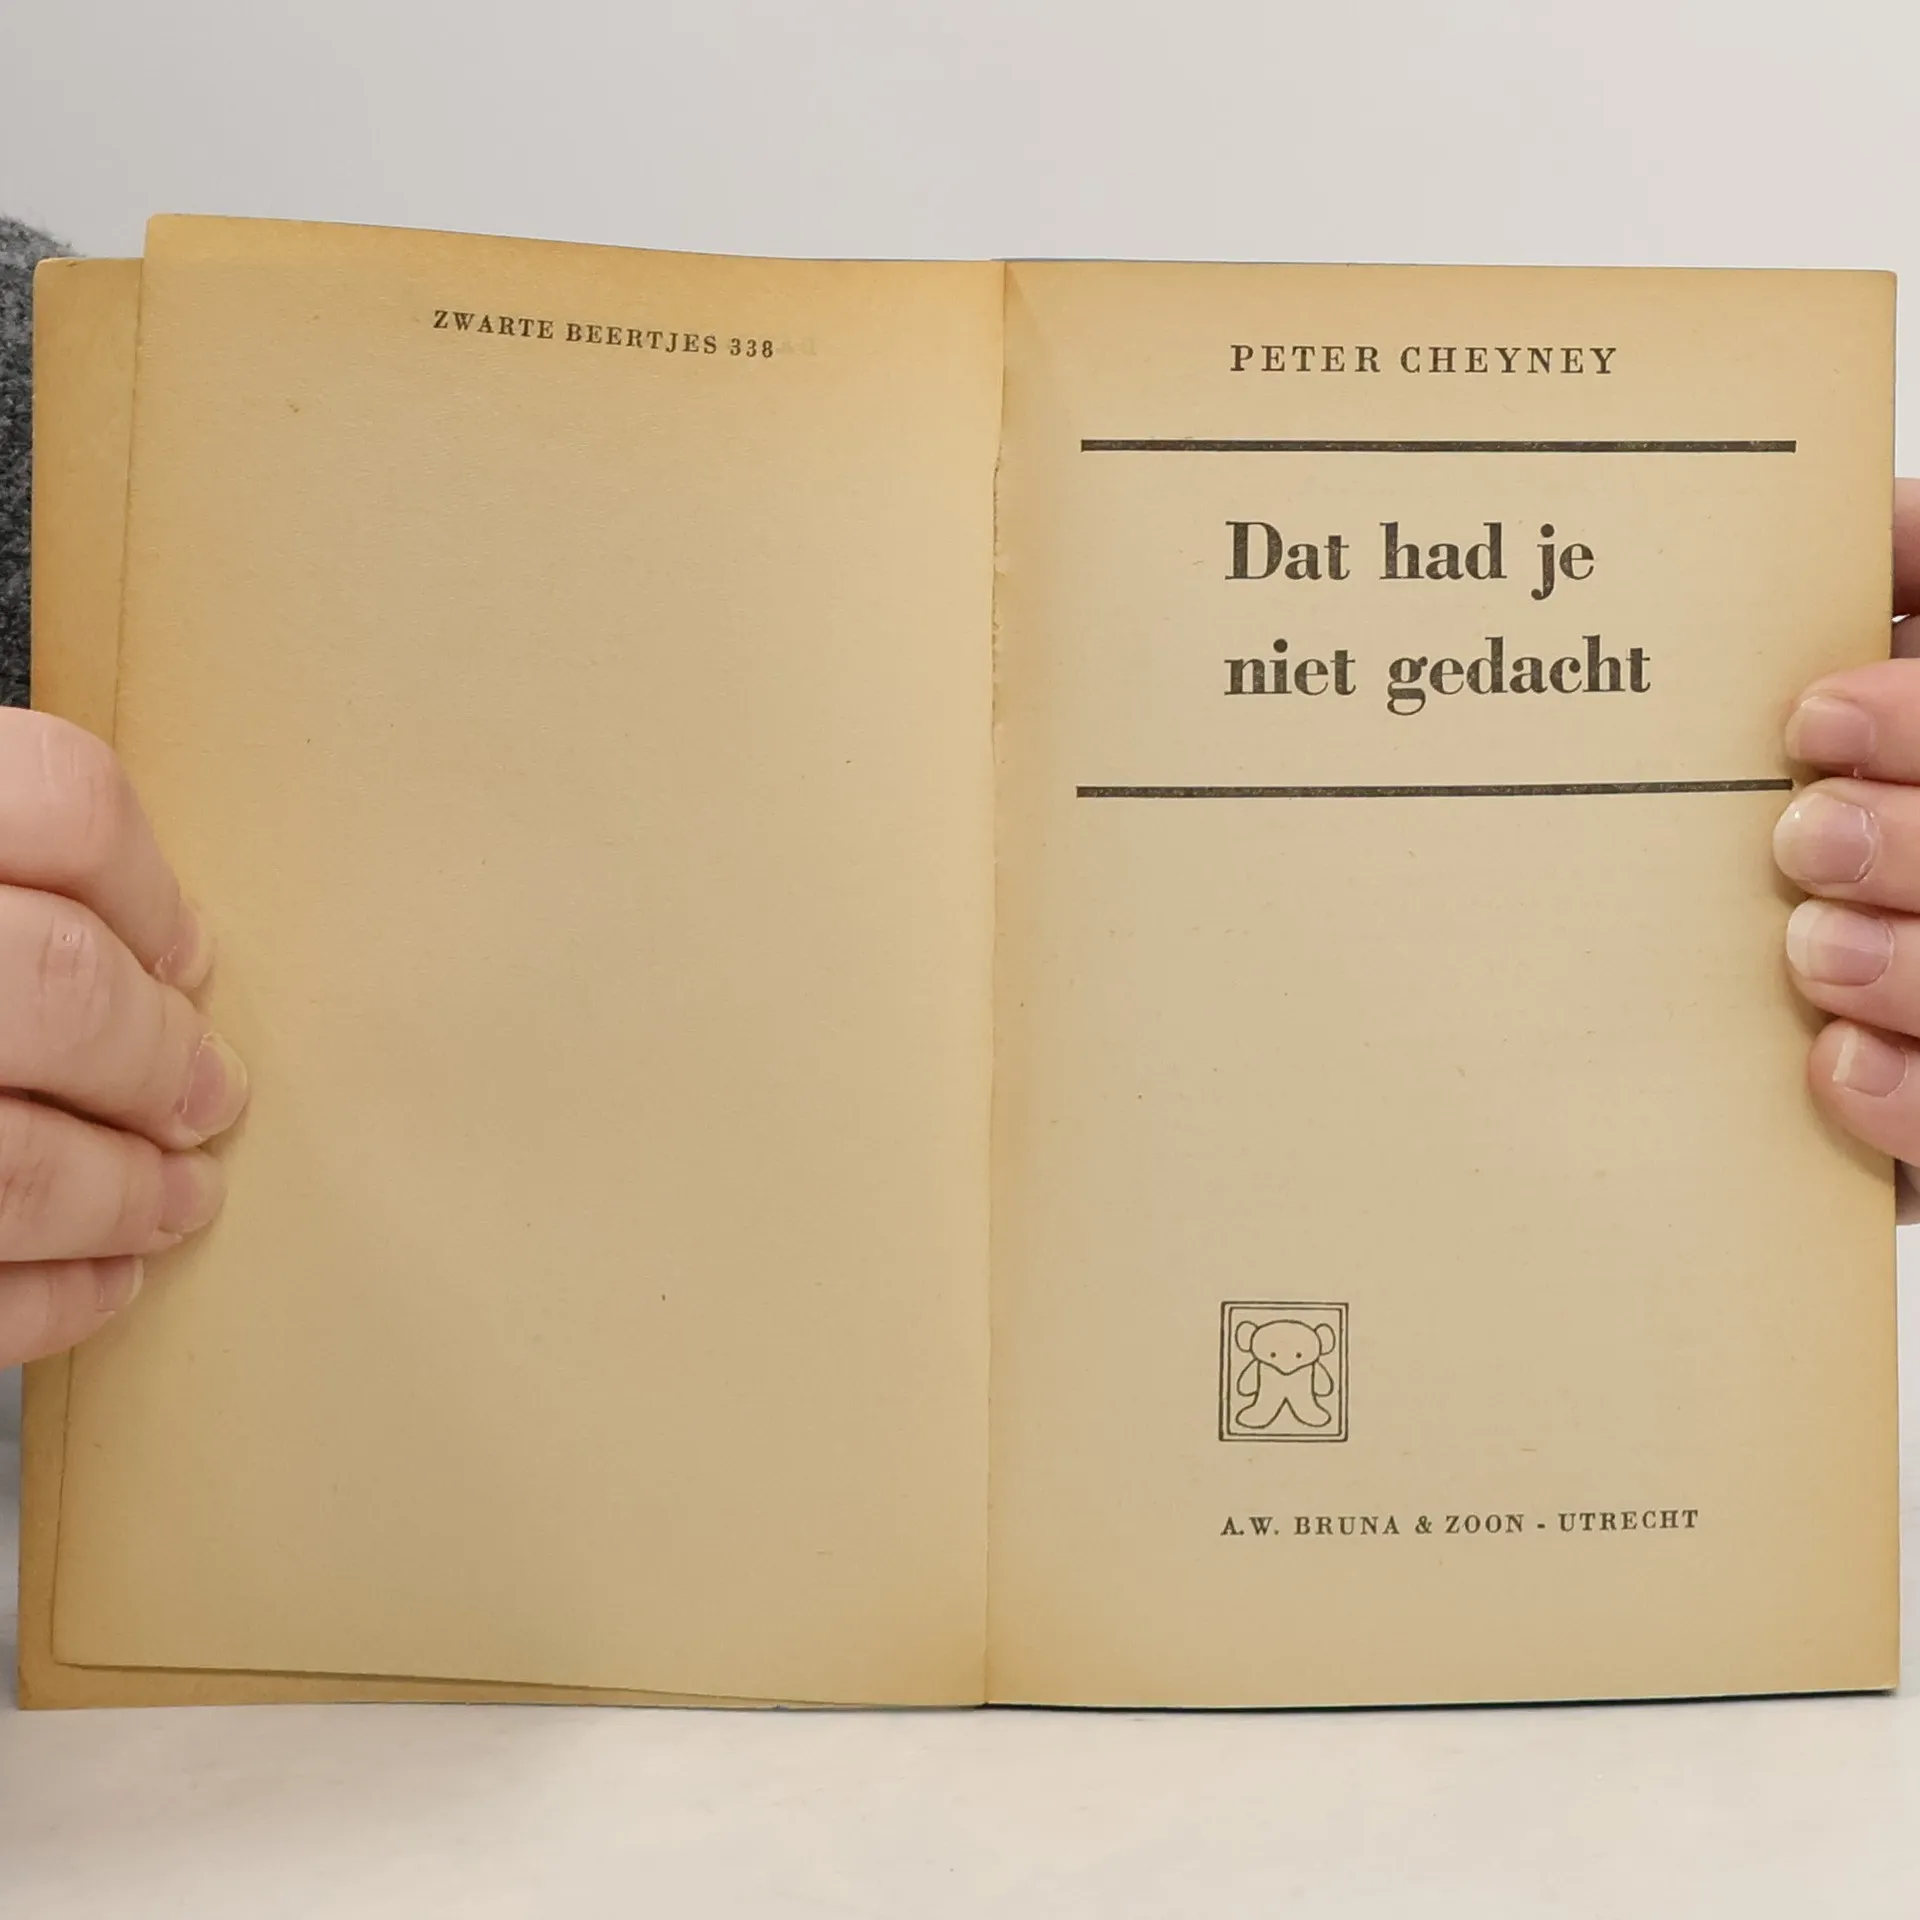 ZWARTE BEERTJES 338
PETER CHEYNEY
Dat had je
niet gedacht
A.W. BRUNA & ZOON - UTRECHT